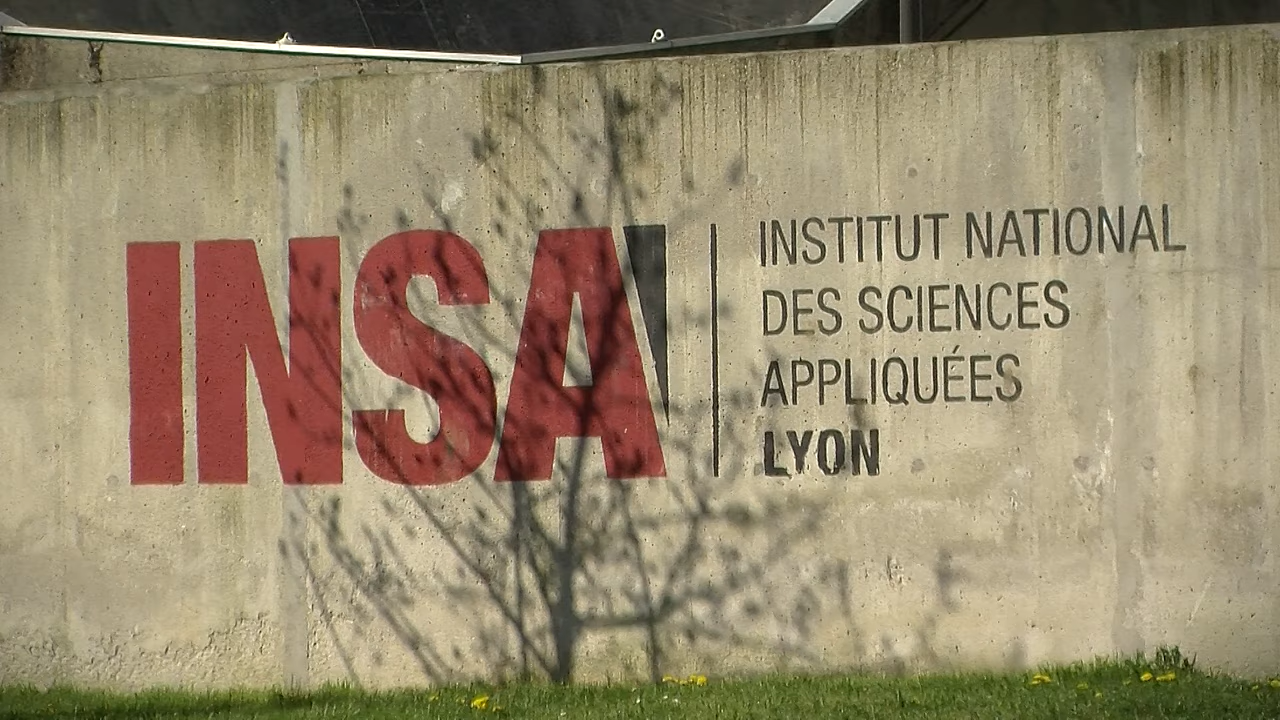 INSA
INSTITUT NATIONAL
DES SCIENCES
APPLIQUÉES
LYON